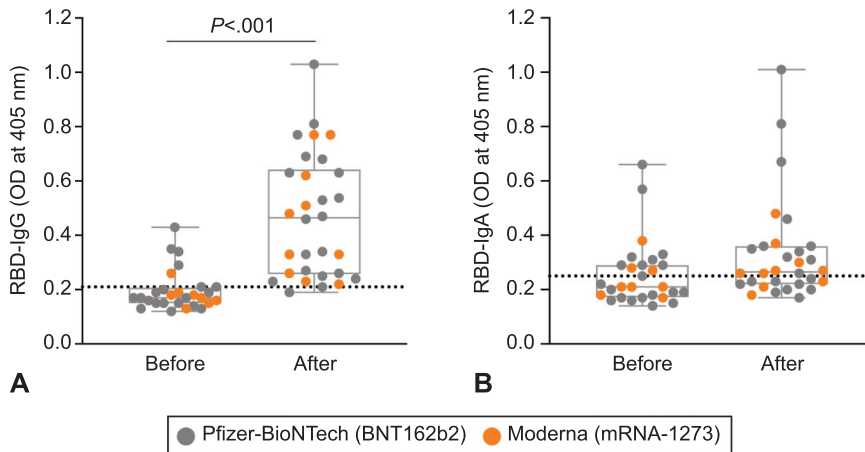 P<.001
RBD-IgG (OD at 405 nm)
1.2
1.0
0.8
0.6
0.4
0.2
0.0
Before
After
A
RBD-IgA (OD at 405 nm)
1.2
1.0
0.8
0.6
0.4
0.2
0.0
Before
After
B
Pfizer-BioNTech (BNT162b2)
Moderna (mRNA-1273)